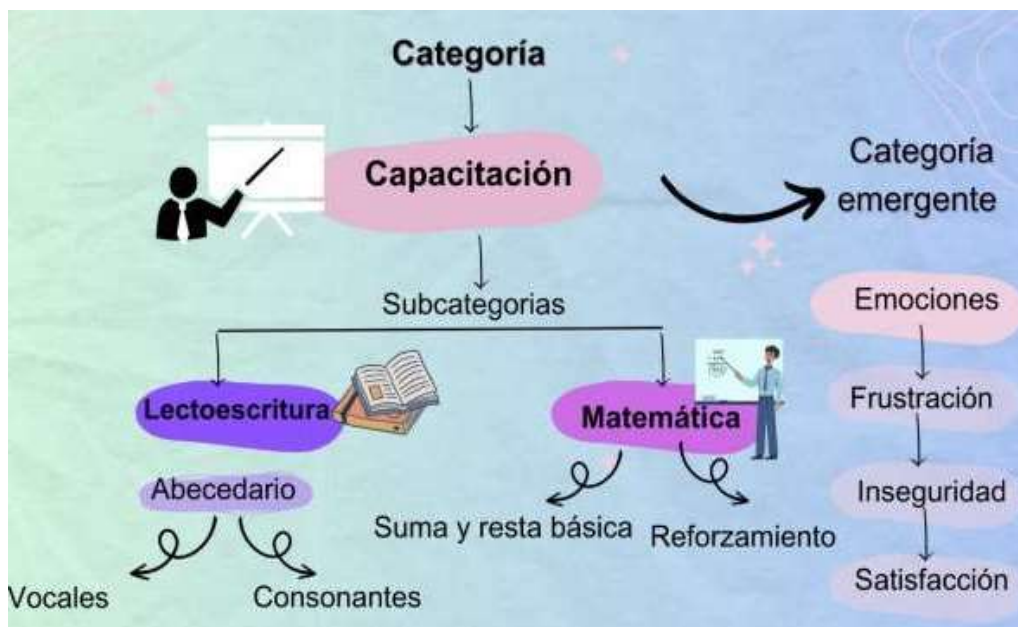 Categoría
Capacitación
Categoría
emergente
Subcategorias
Emociones
Lectoescritura
Matemática
Frustración
Abecedario
Suma y resta básica
Reforzamiento
Inseguridad
Vocales
Consonantes
Satisfacción